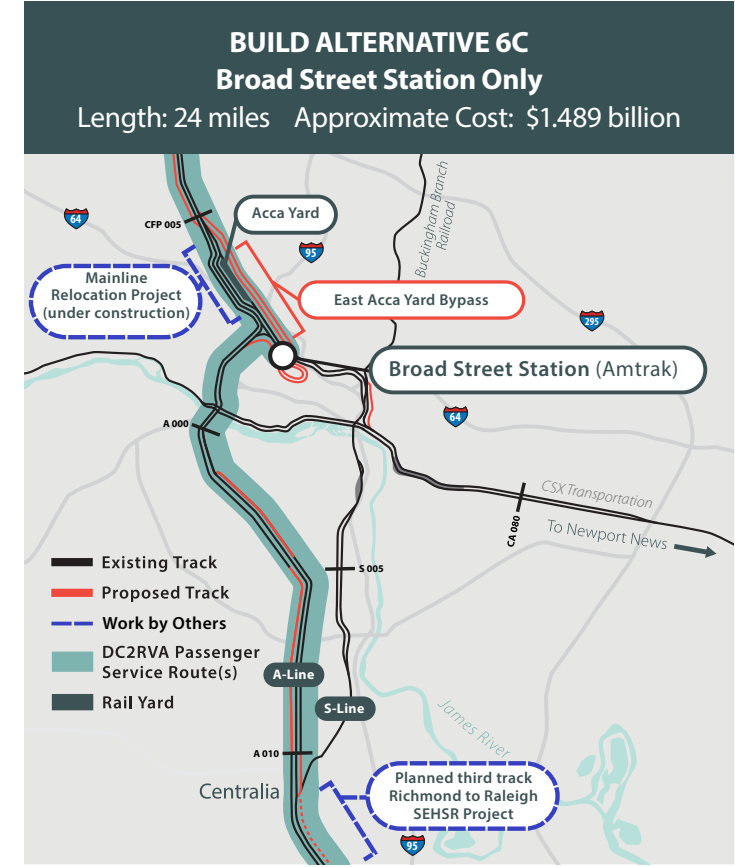 BUILD ALTERNATIVE 6C
Broad Street Station Only
Length: 24 miles Approximate Cost: $1.489 billion
Buckingham Branch
Railroad
Acca Yard
64
CFP 005
95
Mainline
Relocation Project
(under construction)
East Acca Yard Bypass
295
Broad Street Station (Amtrak)
64
A 000
CSX Transportation
CA 080
To Newport News
Existing Track
S 005
Proposed Track
Work by Others
DC2RVA Passenger
Service Route(s)
A-Line
Rail Yard
S-Line
James River
A 010
Centralia
Planned third track
Richmond to Raleigh
SEHSR Project
95